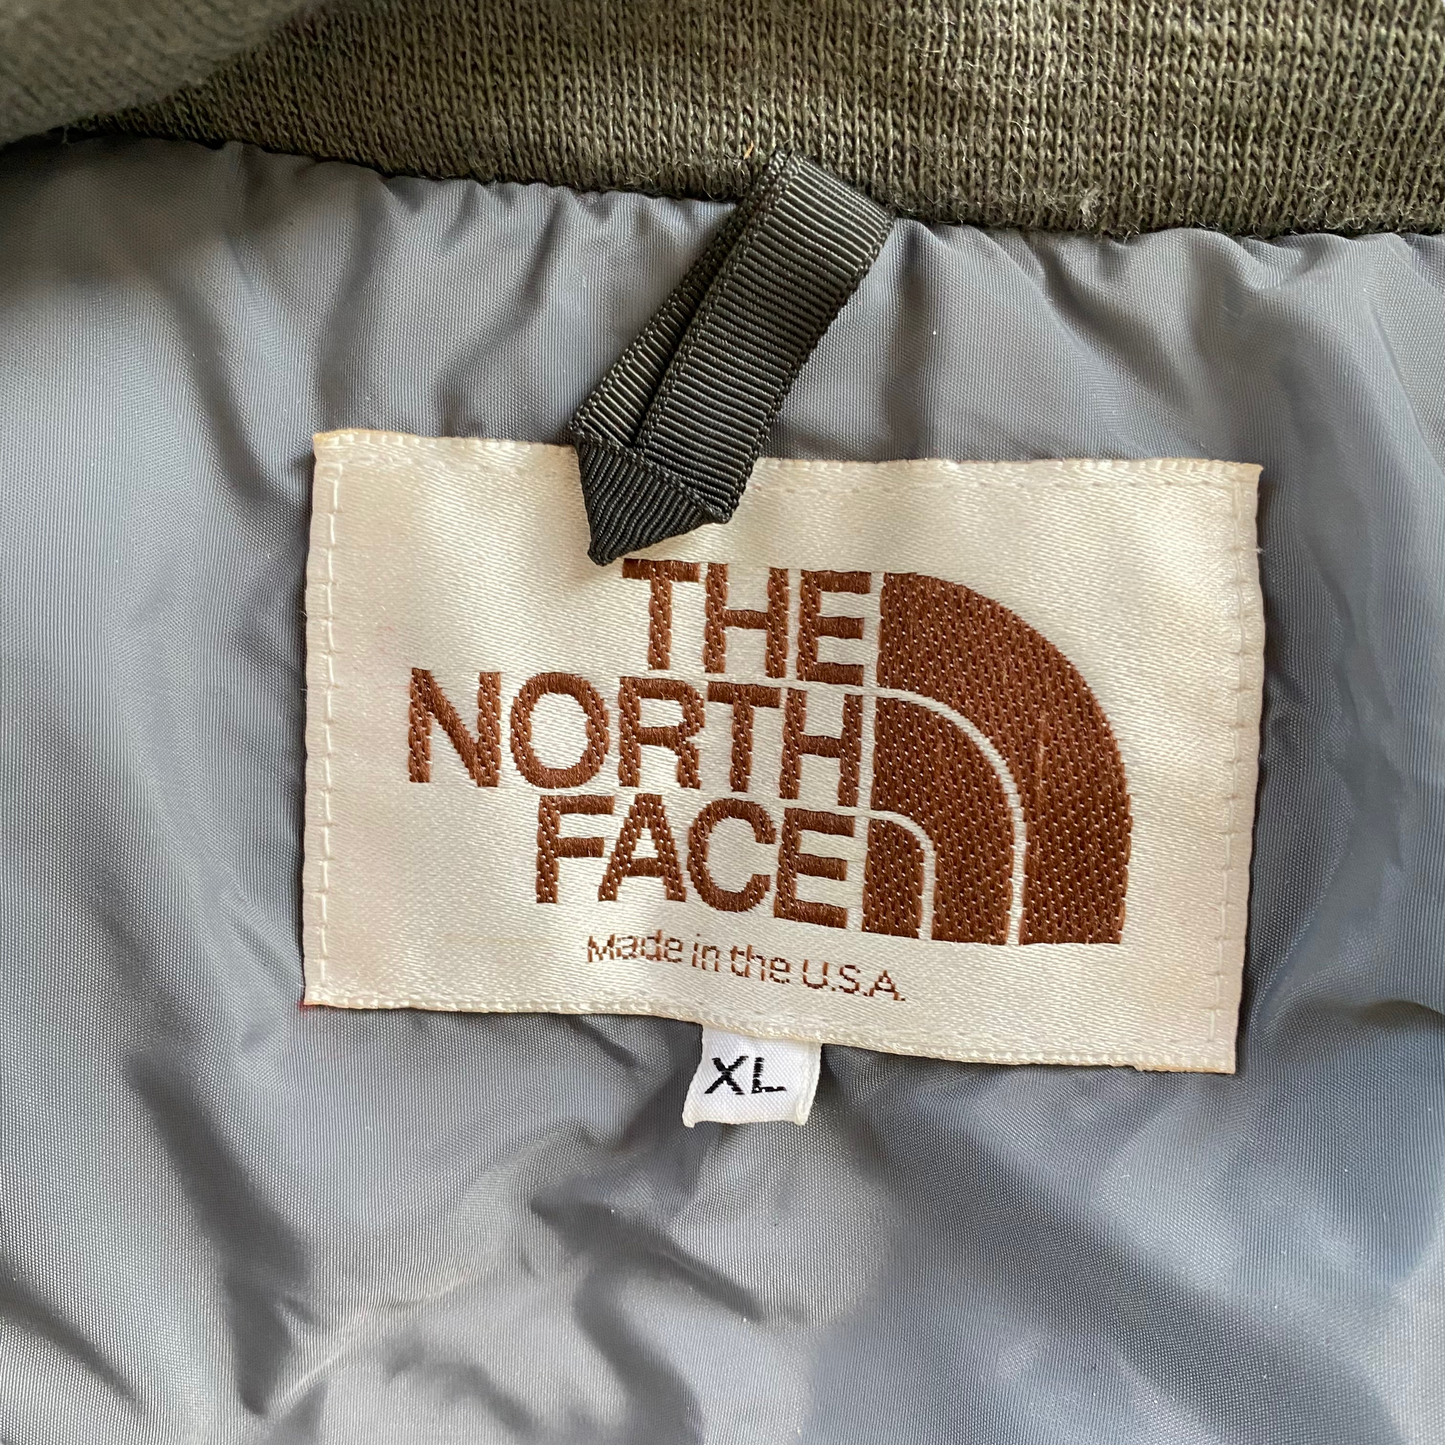 THE
NORTH
FACE
Made in the U.S.A.
XL